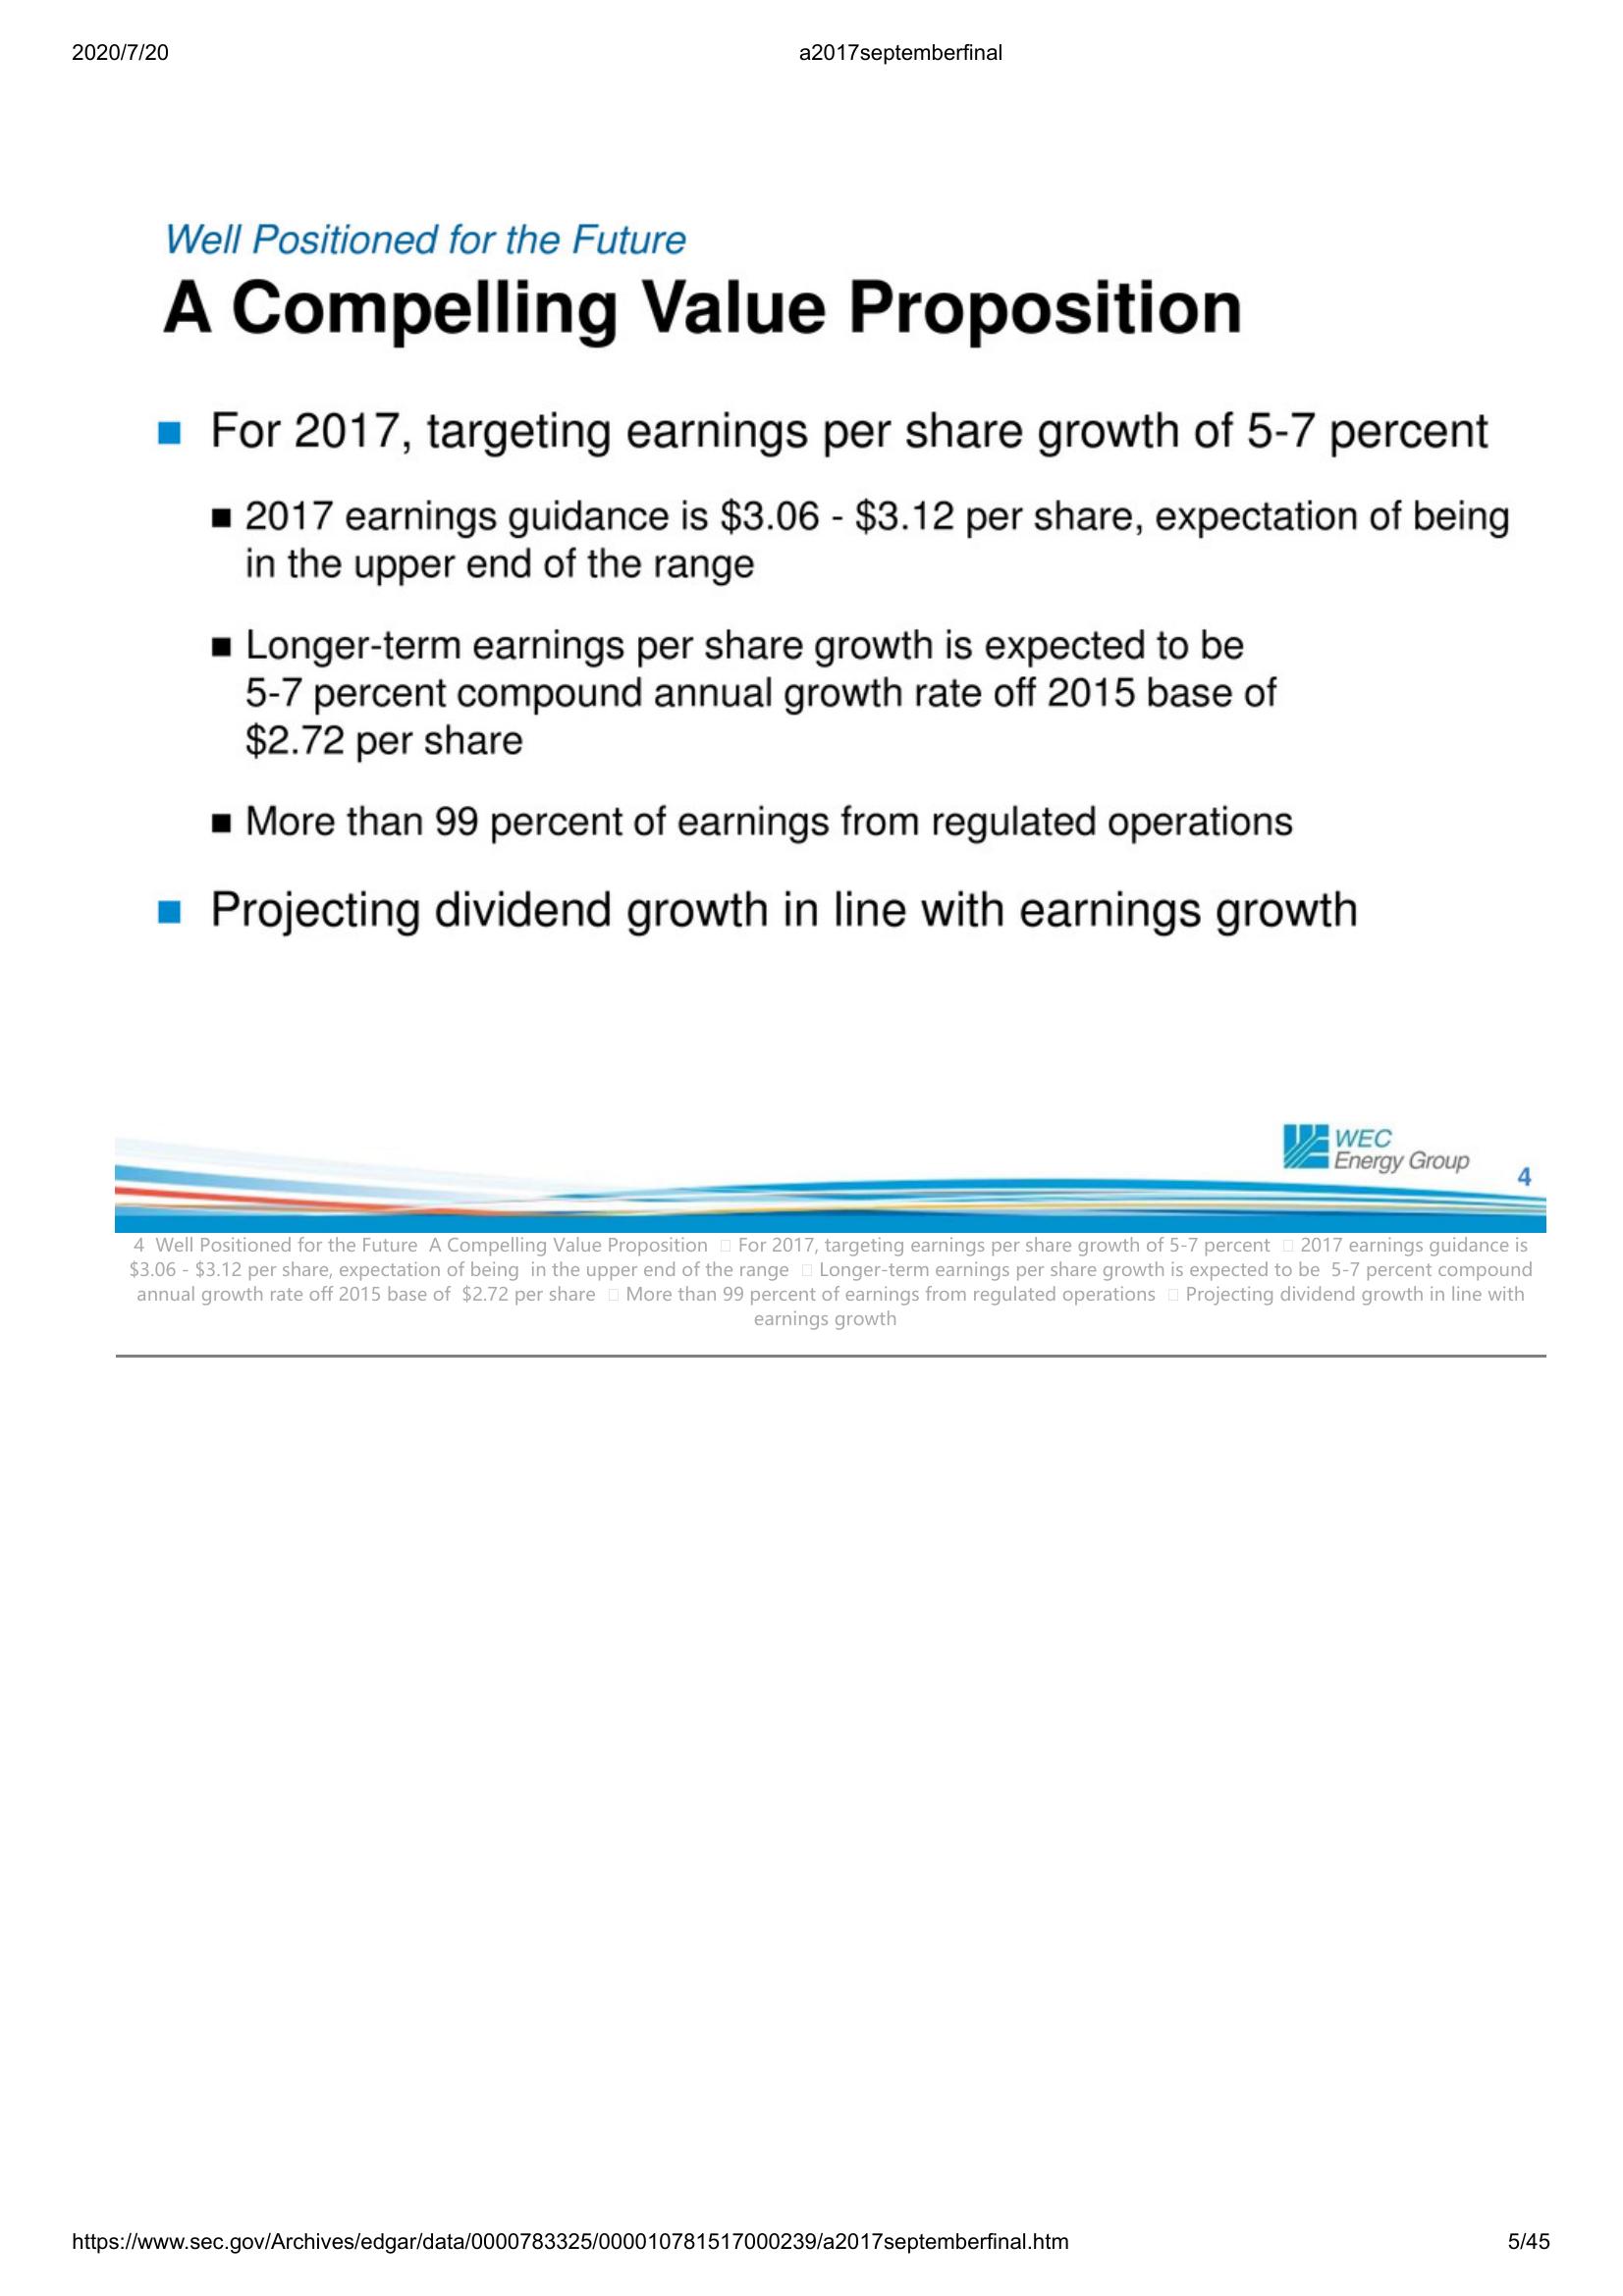 2020/7/20 a2017septemberfinal
Well Positioned for the Future
A Compelling Value Proposition
■ For 2017, targeting earnings per share growth of 5-7 percent
■ 2017 earnings guidance is $3.06 - $3.12 per share, expectation of being
in the upper end of the range
■ Longer-term earnings per share growth is expected to be
5-7 percent compound annual growth rate off 2015 base of
$2.72 per share
■ More than 99 percent of earnings from regulated operations
■ Projecting dividend growth in line with earnings growth
WEC
Energy Group
4
4 Well Positioned for the Future A Compelling Value Proposition  For 2017, targeting earnings per share growth of 5-7 percent  2017 earnings guidance is
$3.06 - $3.12 per share, expectation of being in the upper end of the range  Longer-term earnings per share growth is expected to be 5-7 percent compound
annual growth rate off 2015 base of $2.72 per share  More than 99 percent of earnings from regulated operations  Projecting dividend growth in line with
earnings growth
https://www.sec.gov/Archives/edgar/data/0000783325/000010781517000239/a2017septemberfinal.htm 5/45